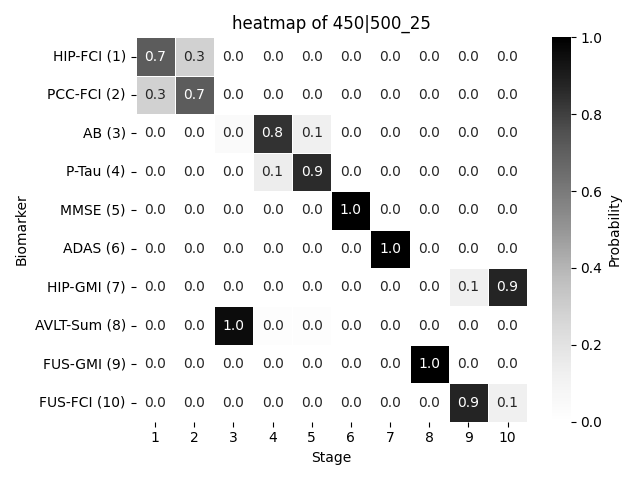 heatmap of 450|500_25
HIP-FCI (1) 0.7 0.3 0.0 0.0 0.0 0.0 0.0 0.0 0.0 0.0
PCC-FCI (2) 0.3 0.7 0.0 0.0 0.0 0.0 0.0 0.0 0.0 0.0
AB (3) 0.0 0.0 0.0 0.8 0.1 0.0 0.0 0.0 0.0 0.0
P-Tau (4) 0.0 0.0 0.0 0.1 0.9 0.0 0.0 0.0 0.0 0.0
MMSE (5) 0.0 0.0 0.0 0.0 0.0 1.0 0.0 0.0 0.0 0.0
ADAS (6) 0.0 0.0 0.0 0.0 0.0 0.0 1.0 0.0 0.0 0.0
HIP-GMI (7) 0.0 0.0 0.0 0.0 0.0 0.0 0.0 0.0 0.1 0.9
AVLT-Sum (8) 0.0 0.0 1.0 0.0 0.0 0.0 0.0 0.0 0.0 0.0
FUS-GMI (9) 0.0 0.0 0.0 0.0 0.0 0.0 0.0 1.0 0.0 0.0
FUS-FCI (10) 0.0 0.0 0.0 0.0 0.0 0.0 0.0 0.0 0.9 0.1
1 2 3 4 5 6 7 8 9 10
Stage
Biomarker
1.0
0.8
0.6
0.4
0.2
0.0
Probability